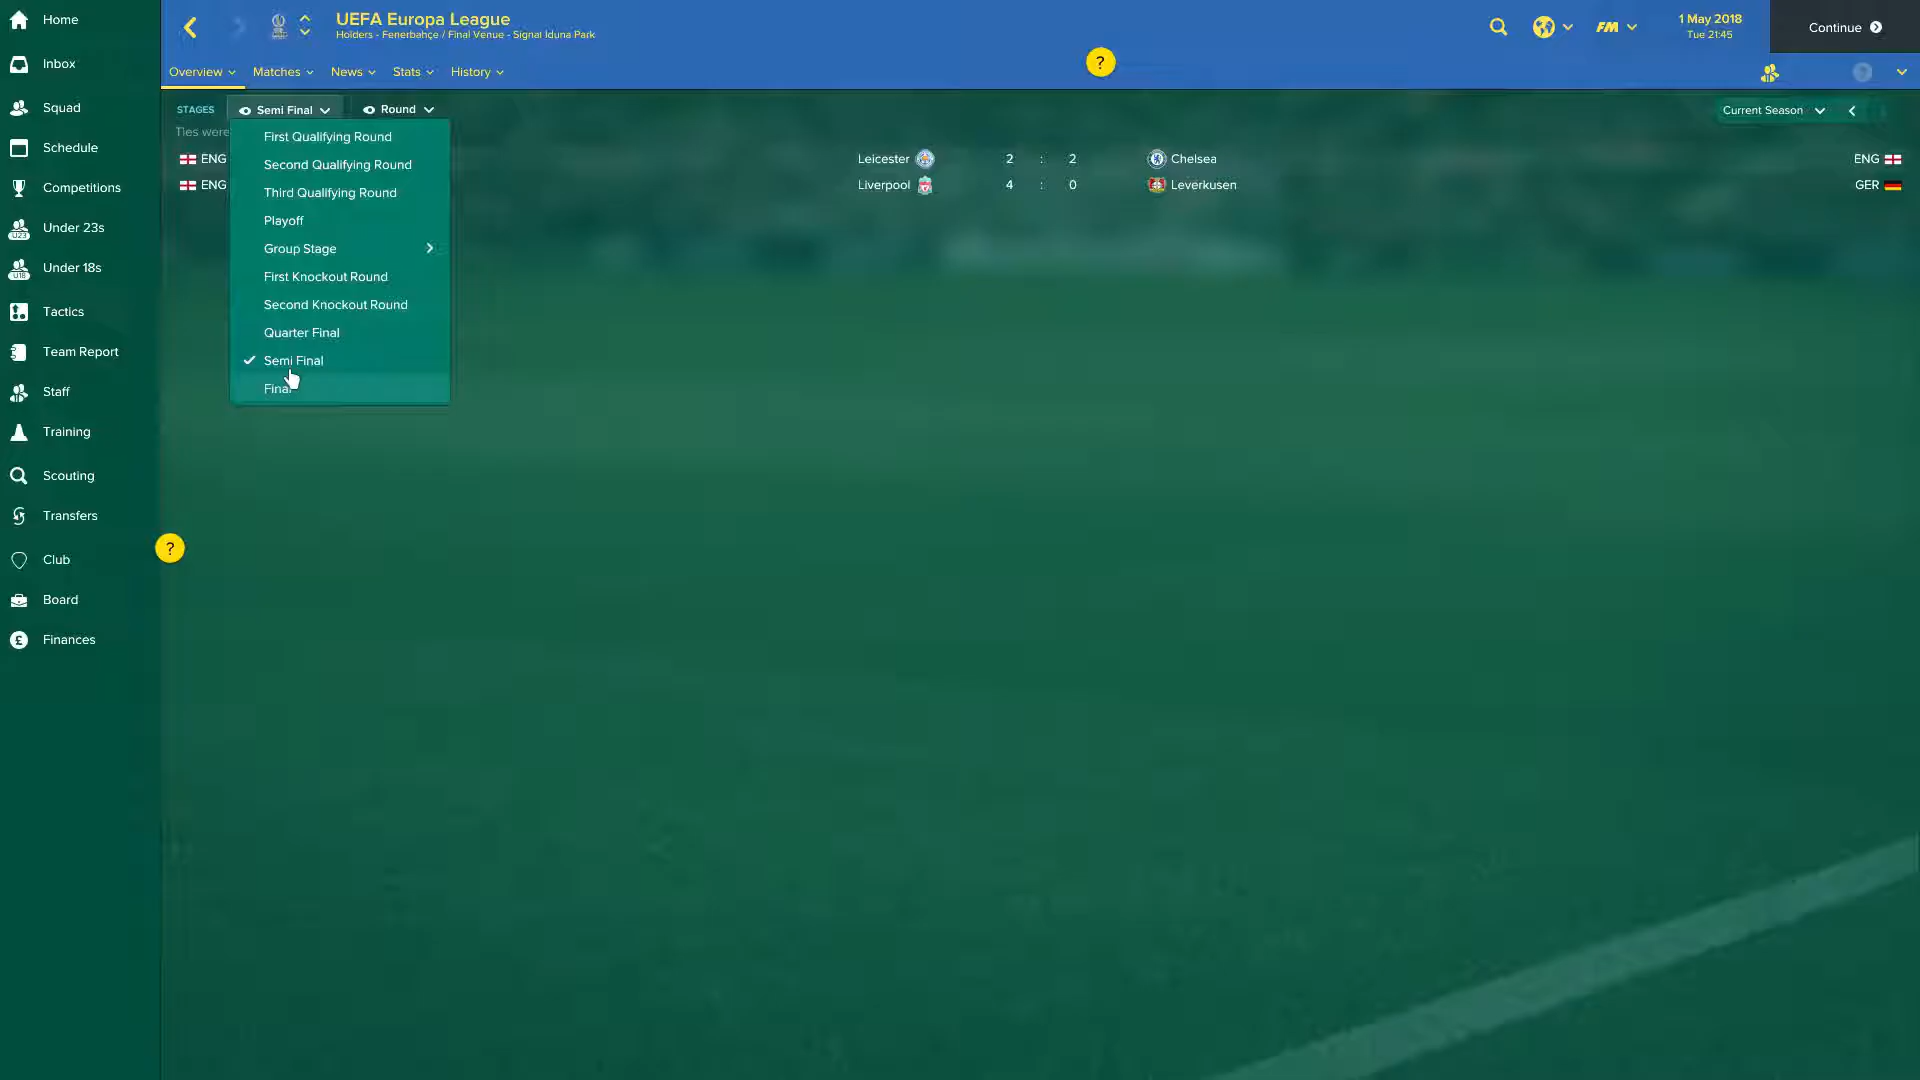 Home
Inbox
Squad
Schedule
Competitions
Under 23s
Under 18s
Tactics
Team Report
Staff
Training
Scouting
Transfers
Club
Board
Finances
UEFA Europa League
Holders - Fenerbahçe / Final Venue - Signal Iduna Park
FM
1 May 2018
Tue 21:45
Continue
?
Overview
Matches
News
Stats
History
STAGES
Semi Final
Round
Current Season
Ties were
First Qualifying Round
Second Qualifying Round
Third Qualifying Round
Playoff
Group Stage
First Knockout Round
Second Knockout Round
Quarter Final
Semi Final
Final
ENG Leicester 2 : 2 Chelsea ENG
ENG Liverpool 4 : 0 Leverkusen GER
?